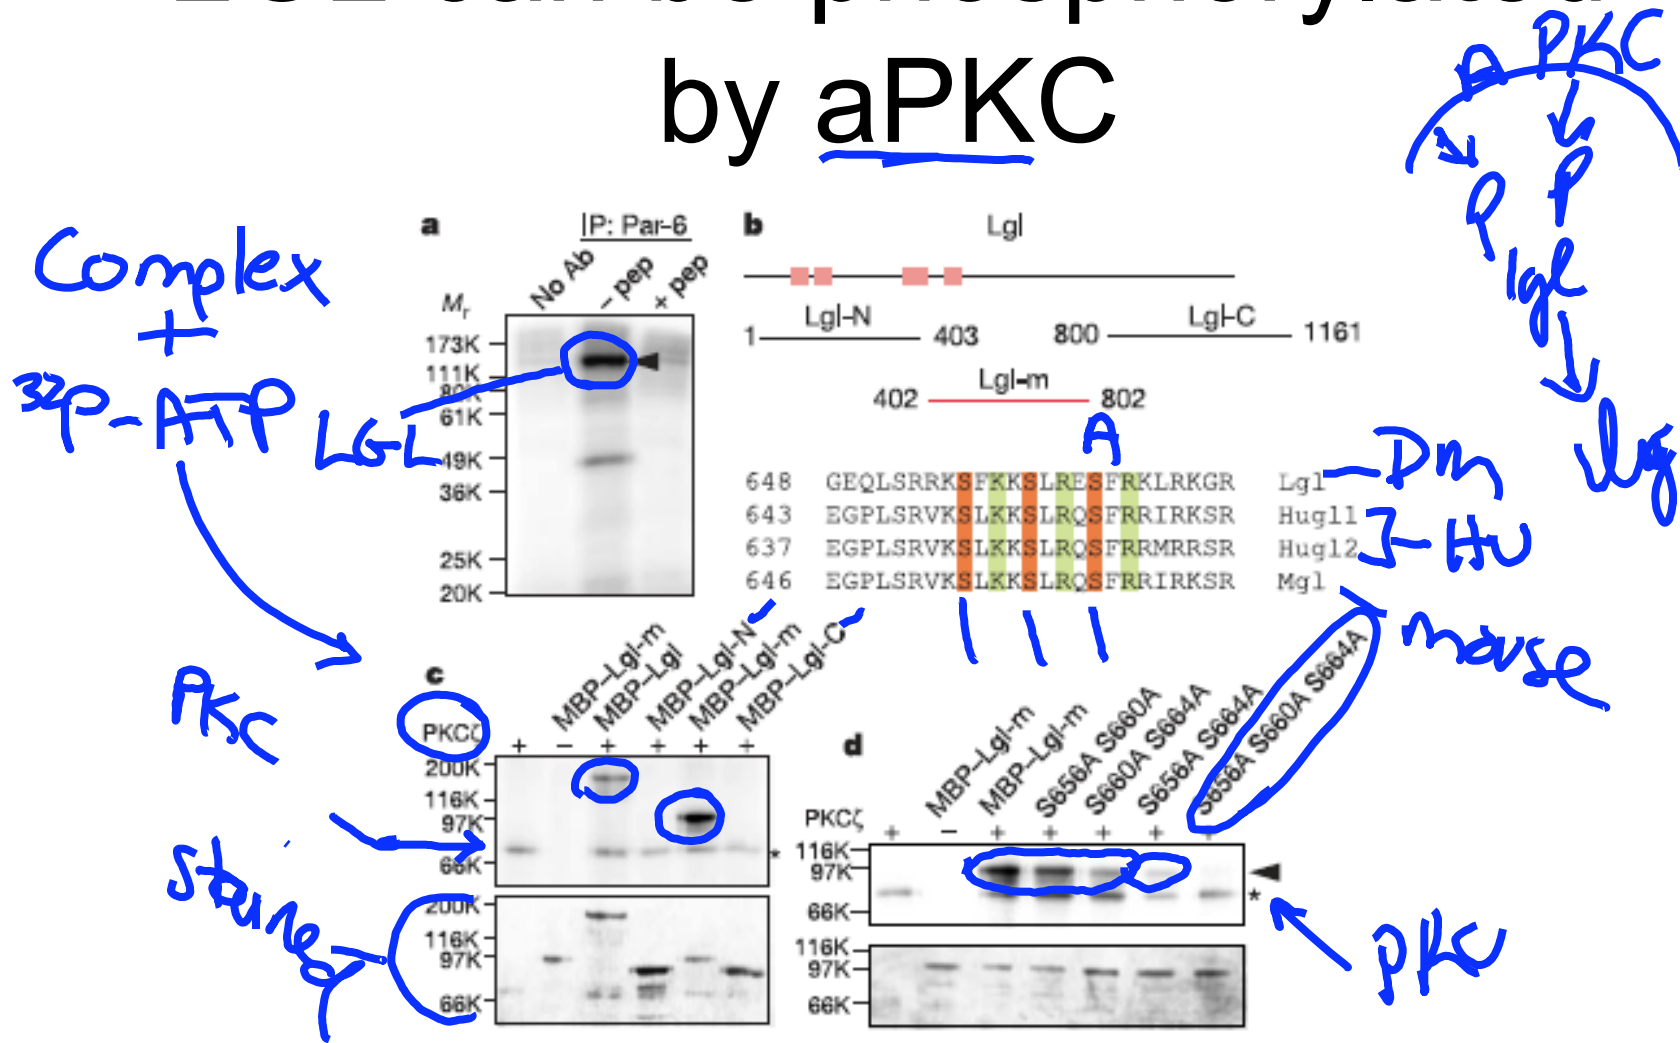 LGL can be phosphorylated
by aPKC
A PKC
P P
lgl
Complex
+
32P-ATP
LGL
a
IP: Par-6
No Ab
– pep
+ pep
Mr
173K
111K
61K
49K
36K
25K
20K
b
Lgl
Lgl-N
1
403
Lgl-C
800
1161
Lgl-m
402
802
A
648 GEQLSRRKSFKKSLRESFRKLRKGR Lgl
643 EGPLSRVKSLKKSLRQSFRRIRKSR Hugl1
637 EGPLSRVKSLKKSLRQSFRRMRRSR Hugl2
646 EGPLSRVKSLKKSLRQSFRRIRKSR Mgl
Dm
HU
mouse
c
MBP–Lgl-m
MBP–Lgl
MBP–Lgl-N
MBP–Lgl-m
MBP–Lgl-C
PKCζ
+ – + + + +
200K
116K
97K
66K
*
200K
116K
97K
66K
PKC
d
MBP–Lgl-m
MBP–Lgl-m
S656A S660A
S660A S664A
S656A S664A
S656A S660A S664A
PKCζ
+ – + + + + +
116K
97K
66K
*
116K
97K
66K
PKC